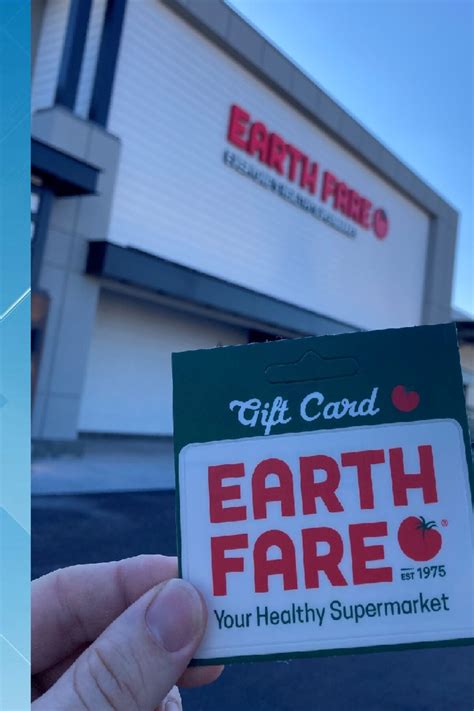 EARTH FARE
Gift Card
EARTH
FARE
®
EST 1975
Your Healthy Supermarket